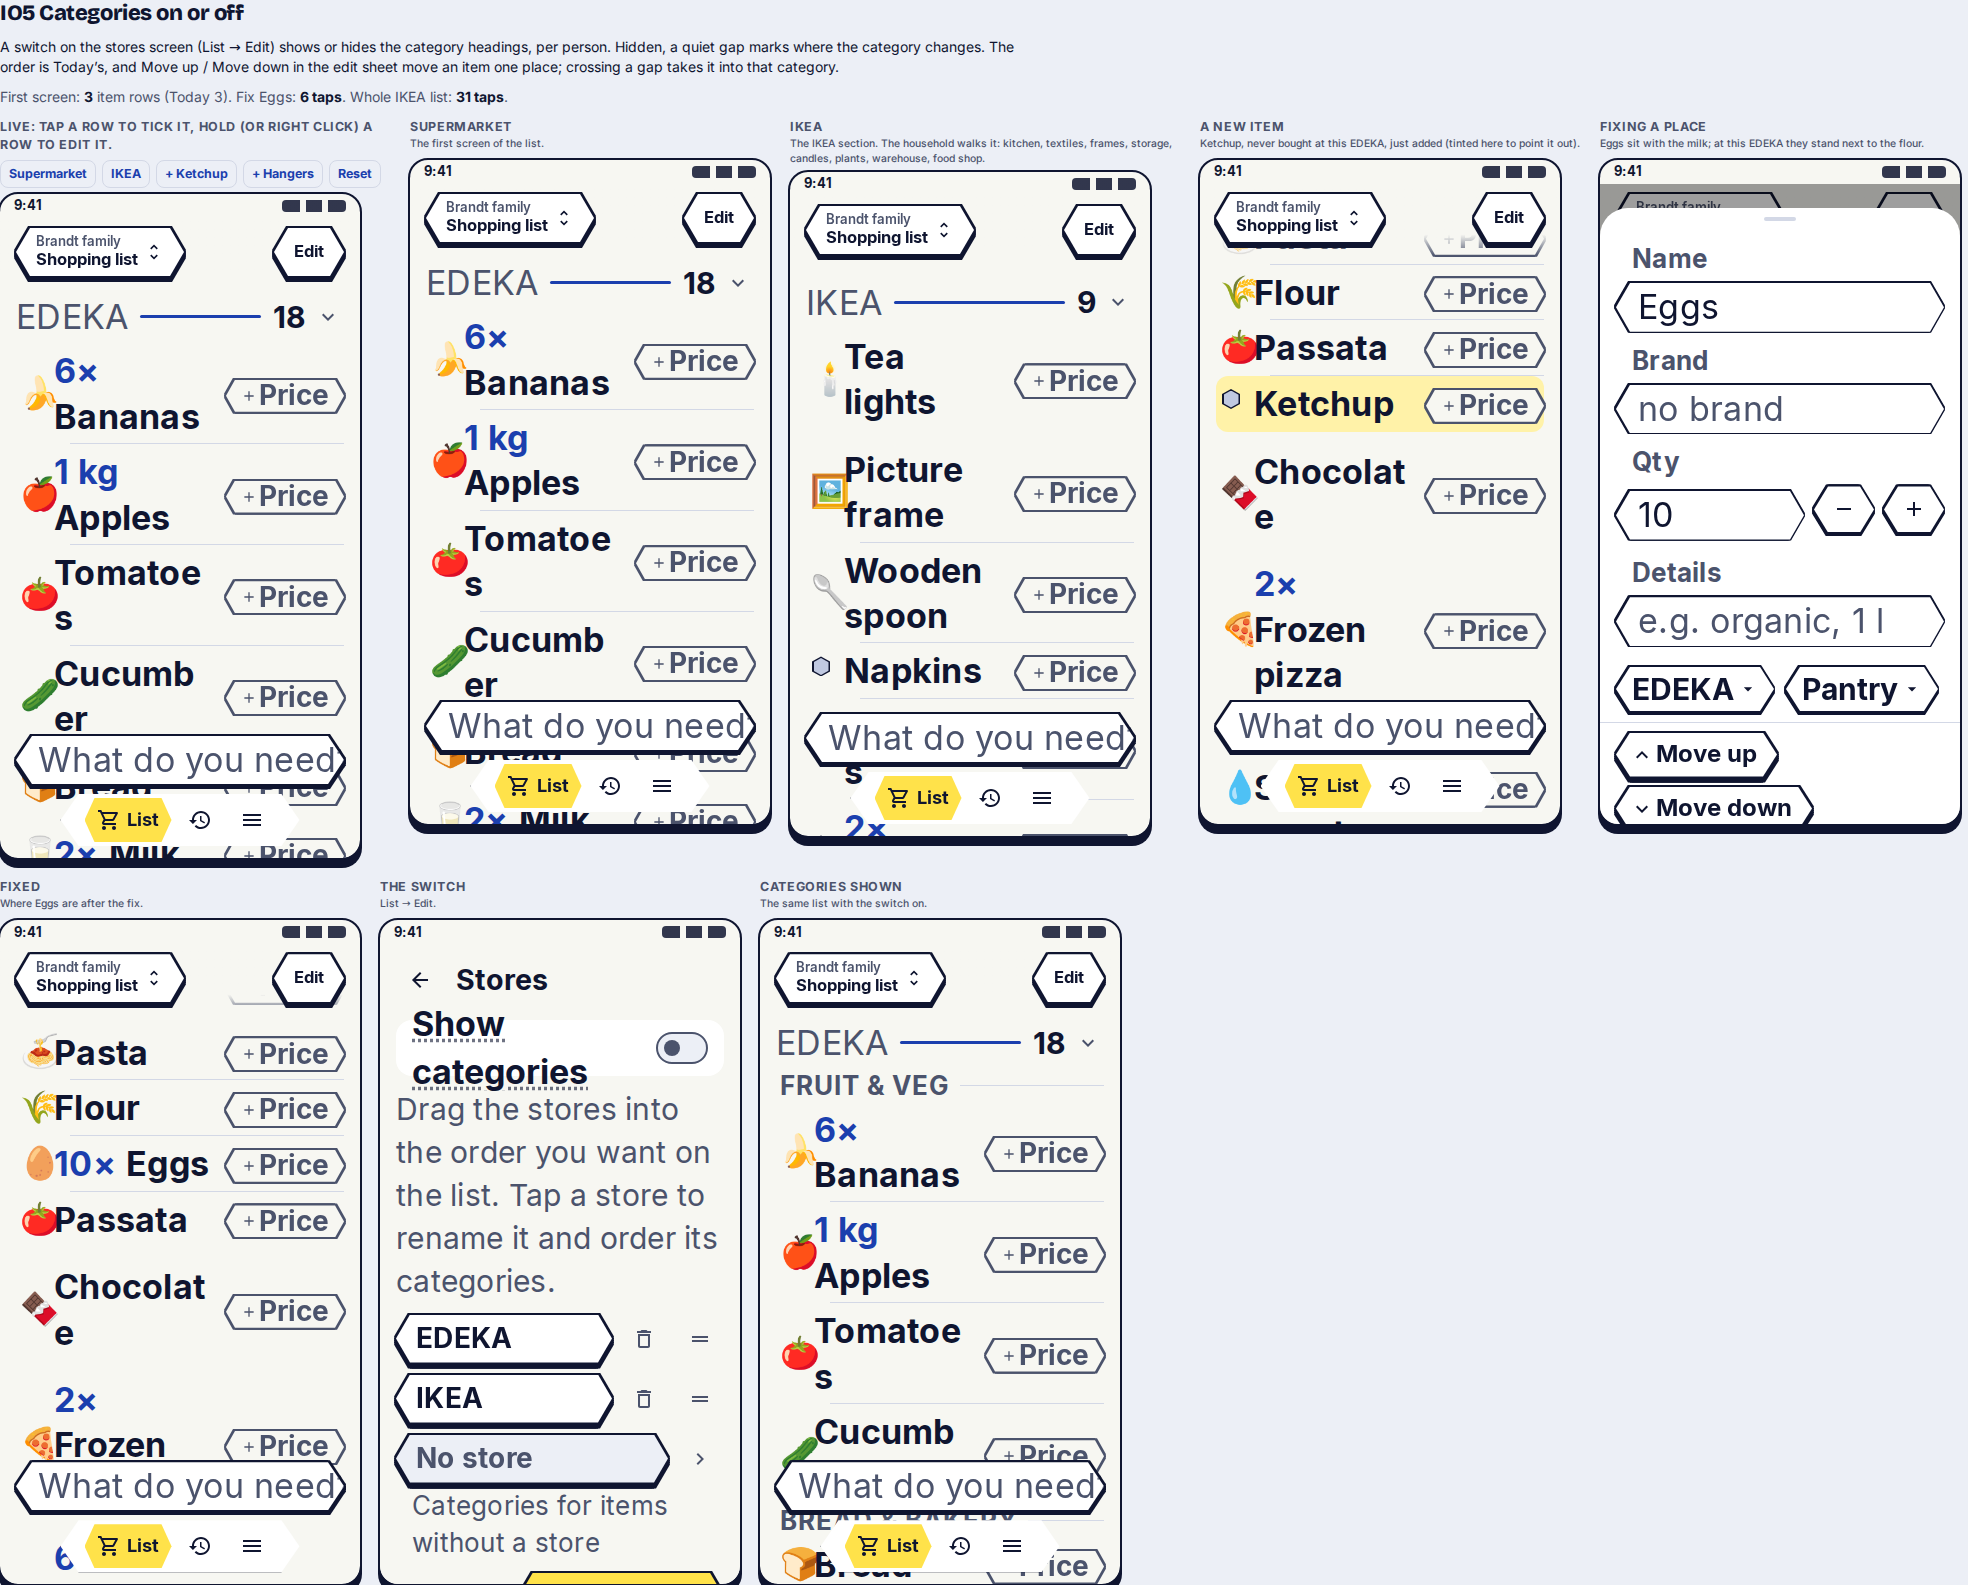 IO5 Categories on or off
A switch on the stores screen (List → Edit) shows or hides the category headings, per person. Hidden, a quiet gap marks where the category changes. The
order is Today's, and Move up / Move down in the edit sheet move an item one place; crossing a gap takes it into that category.
First screen: 3 item rows (Today 3). Fix Eggs: 6 taps. Whole IKEA list: 31 taps.
LIVE: TAP A ROW TO TICK IT, HOLD (OR RIGHT CLICK) A
ROW TO EDIT IT.
Supermarket
IKEA
+ Ketchup
+ Hangers
Reset
9:41
Brandt family
Shopping list
Edit
EDEKA
18
6×
Bananas
+ Price
1 kg
Apples
+ Price
Tomatoe
s
+ Price
Cucumb
er
+ Price
What do you need
Bread
List
2× Milk
SUPERMARKET
The first screen of the list.
9:41
Brandt family
Shopping list
Edit
EDEKA
18
6×
Bananas
+ Price
1 kg
Apples
+ Price
Tomatoe
s
+ Price
Cucumb
er
+ Price
What do you need
Bread
+ Price
List
2× Milk
+ Price
IKEA
The IKEA section. The household walks it: kitchen, textiles, frames, storage,
candles, plants, warehouse, food shop.
9:41
Brandt family
Shopping list
Edit
IKEA
9
Tea
lights
+ Price
Picture
frame
+ Price
Wooden
spoon
+ Price
Napkins
+ Price
What do you need
s
List
2×
A NEW ITEM
Ketchup, never bought at this EDEKA, just added (tinted here to point it out).
9:41
Brandt family
Shopping list
Edit
Flour
+ Price
Passata
+ Price
Ketchup
+ Price
Chocolat
e
+ Price
2×
Frozen
pizza
+ Price
What do you need
List
FIXING A PLACE
Eggs sit with the milk; at this EDEKA they stand next to the flour.
9:41
Brandt family
Name
Eggs
Brand
no brand
Qty
10
−
+
Details
e.g. organic, 1 l
EDEKA
Pantry
Move up
Move down
FIXED
Where Eggs are after the fix.
9:41
Brandt family
Shopping list
Edit
Pasta
+ Price
Flour
+ Price
10× Eggs
+ Price
Passata
+ Price
Chocolat
e
+ Price
2×
Frozen
+ Price
What do you need
List
THE SWITCH
List → Edit.
9:41
Stores
Show
categories
Drag the stores into
the order you want on
the list. Tap a store to
rename it and order its
categories.
EDEKA
IKEA
No store
Categories for items
without a store
CATEGORIES SHOWN
The same list with the switch on.
9:41
Brandt family
Shopping list
Edit
EDEKA
18
FRUIT & VEG
6×
Bananas
+ Price
1 kg
Apples
+ Price
Tomatoe
s
+ Price
Cucumb
+ Price
What do you need
BREAD & BAKERY
List
Bread
+ Price